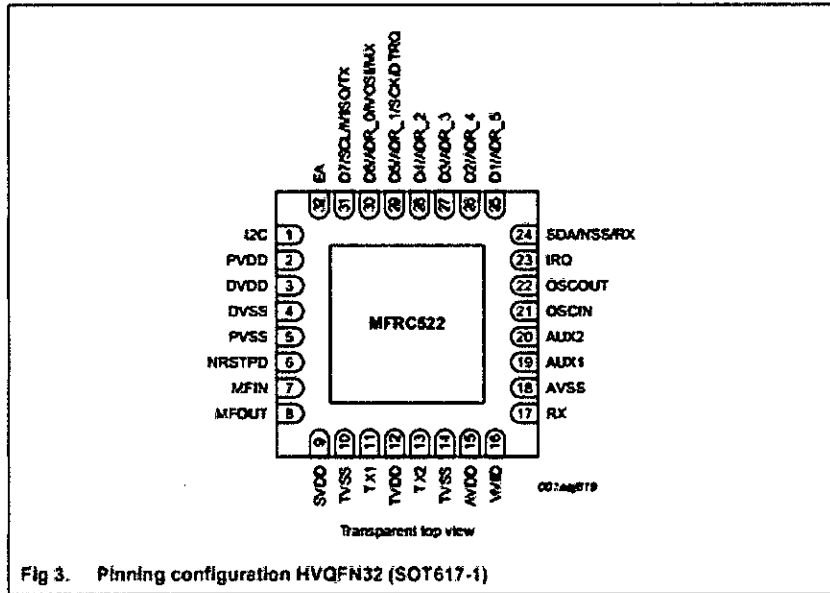 EA
D7/SCL/MISO/TX
D6/ADR_0/MOSI/MX
D5/ADR_1/SCK/DTRQ
D4/ADR_2
D3/ADR_3
D2/ADR_4
D1/ADR_5
32 31 30 29 28 27 26 25
I2C 1
PVDD 2
DVDD 3
DVSS 4
PVSS 5
NRSTPD 6
MFIN 7
MFOUT 8
MFRC522
24 SDA/NSS/RX
23 IRQ
22 OSCOUT
21 OSCIN
20 AUX2
19 AUX1
18 AVSS
17 RX
9 10 11 12 13 14 15 16
SVDD
TVSS
TX1
TVDD
TX2
TVSS
AVDD
VMID
Transparent top view
Fig 3. Pinning configuration HVQFN32 (SOT617-1)